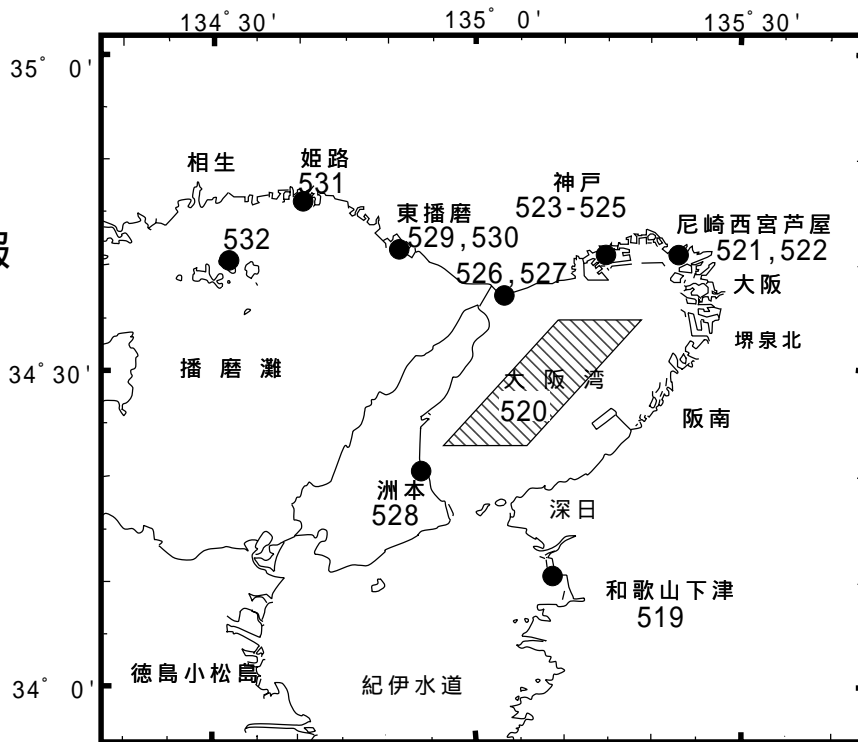 134°30'
135°0'
135°30'
35°0'
相生
姫路
531
神戸
523-525
東播磨
529,530
尼崎西宮芦屋
521,522
報
532
526,527
大阪
堺泉北
34°30'
播磨灘
大阪湾
520
阪南
洲本
528
深日
和歌山下津
519
34°0'
徳島小松島
紀伊水道